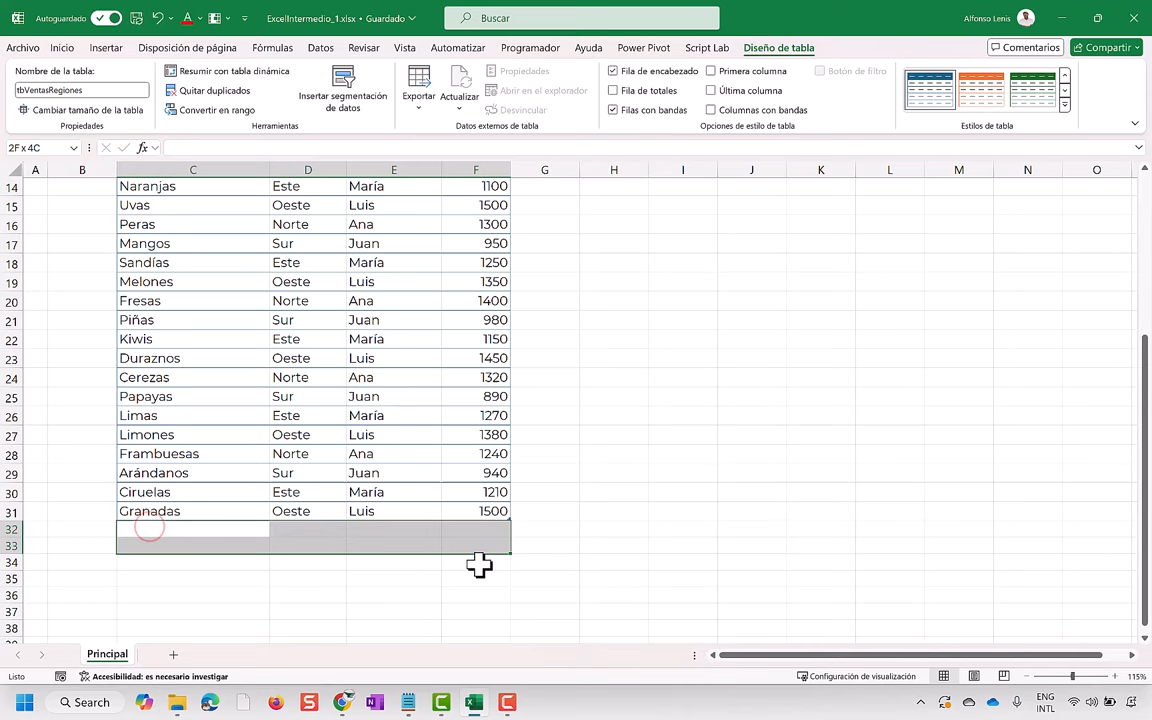 Autoguardado ExcelIntermedio_1.xlsx • Guardado Buscar Alfonso Lenis
Archivo Inicio Insertar Disposición de página Fórmulas Datos Revisar Vista Automatizar Programador Ayuda Power Pivot Script Lab Diseño de tabla Comentarios Compartir
Nombre de la tabla:
tbVentasRegiones
Cambiar tamaño de la tabla
Propiedades
Resumir con tabla dinámica
Quitar duplicados
Convertir en rango
Insertar segmentación
de datos
Herramientas
Exportar
Actualizar
Propiedades
Abrir en el explorador
Desvincular
Datos externos de tabla
Fila de encabezado Primera columna Botón de filtro
Fila de totales Última columna
Filas con bandas Columnas con bandas
Opciones de estilo de tabla
Estilos de tabla
2F x 4C fx
A B C D E F G H I J K L M N O
14 Naranjas Este María 1100
15 Uvas Oeste Luis 1500
16 Peras Norte Ana 1300
17 Mangos Sur Juan 950
18 Sandías Este María 1250
19 Melones Oeste Luis 1350
20 Fresas Norte Ana 1400
21 Piñas Sur Juan 980
22 Kiwis Este María 1150
23 Duraznos Oeste Luis 1450
24 Cerezas Norte Ana 1320
25 Papayas Sur Juan 890
26 Limas Este María 1270
27 Limones Oeste Luis 1380
28 Frambuesas Norte Ana 1240
29 Arándanos Sur Juan 940
30 Ciruelas Este María 1210
31 Granadas Oeste Luis 1500
32
33
34
35
36
37
38
Principal
Listo Accesibilidad: es necesario investigar Configuración de visualización 115%
Search ENG
INTL